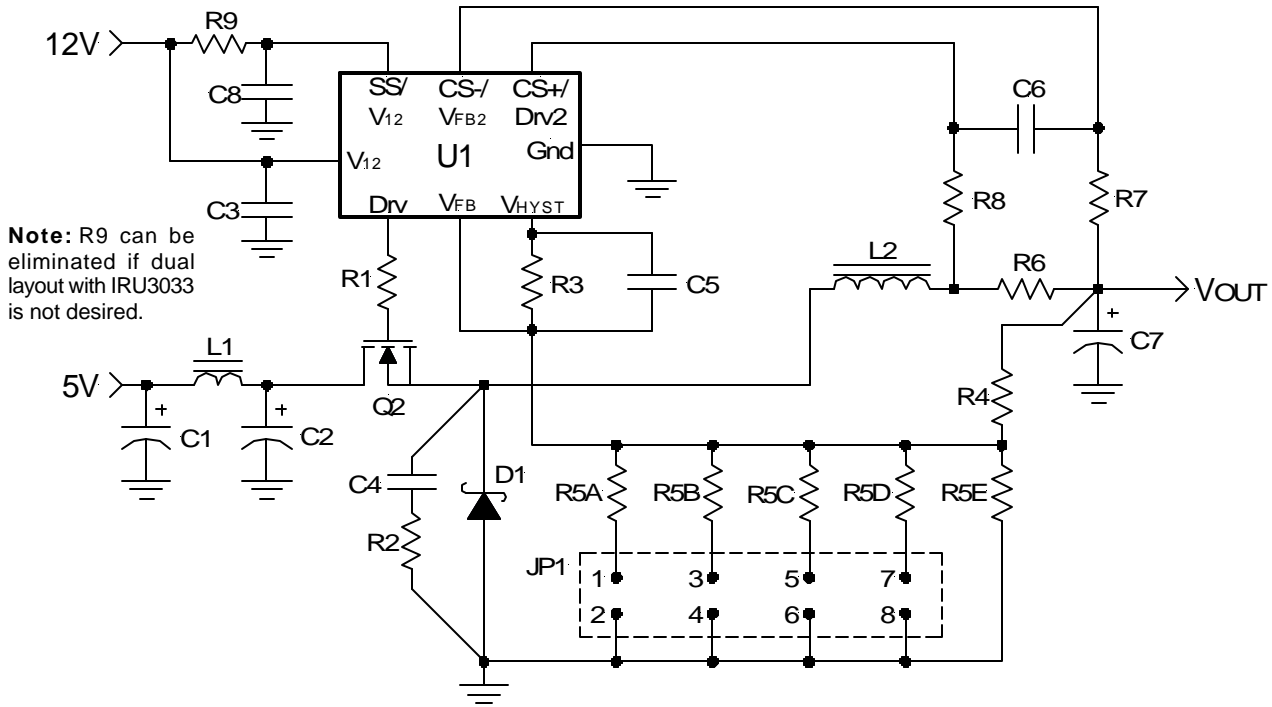 R9
12V
C8
SS/
CS-/
CS+/
C6
V12
VFB2
Drv2
U1
Gnd
V12
R8
R7
C3
Drv
VFB
VHYST
Note: R9 can be
eliminated if dual
layout with IRU3033
is not desired.
R1
R3
C5
L2
R6
VOUT
+
C7
L1
5V
Q2
R4
+
C1
+
C2
C4
D1
R5A
R5B
R5C
R5D
R5E
R2
JP1
1
3
5
7
2
4
6
8